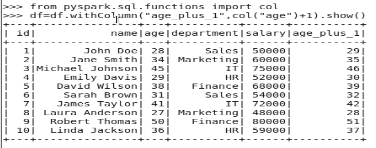 >>> from pyspark.sql.functions import col
>>> df=df.withColumn("age_plus_1",col("age")+1).show()
+---+---------------+---+----------+------+----------+
| id|           name|age|department|salary|age_plus_1|
+---+---------------+---+----------+------+----------+
|  1|       John Doe| 28|     Sales| 50000|        29|
|  2|     Jane Smith| 34| Marketing| 60000|        35|
|  3|Michael Johnson| 45|        IT| 75000|        46|
|  4|   Emily Davis| 29|        HR| 52000|        30|
|  5|   David Wilson| 38|   Finance| 68000|        39|
|  6|    Sarah Brown| 31|     Sales| 54000|        32|
|  7|   James Taylor| 41|        IT| 72000|        42|
|  8| Laura Anderson| 27| Marketing| 48000|        28|
|  9|  Robert Thomas| 50|   Finance| 80000|        51|
| 10|  Linda Jackson| 36|        HR| 59000|        37|
+---+---------------+---+----------+------+----------+